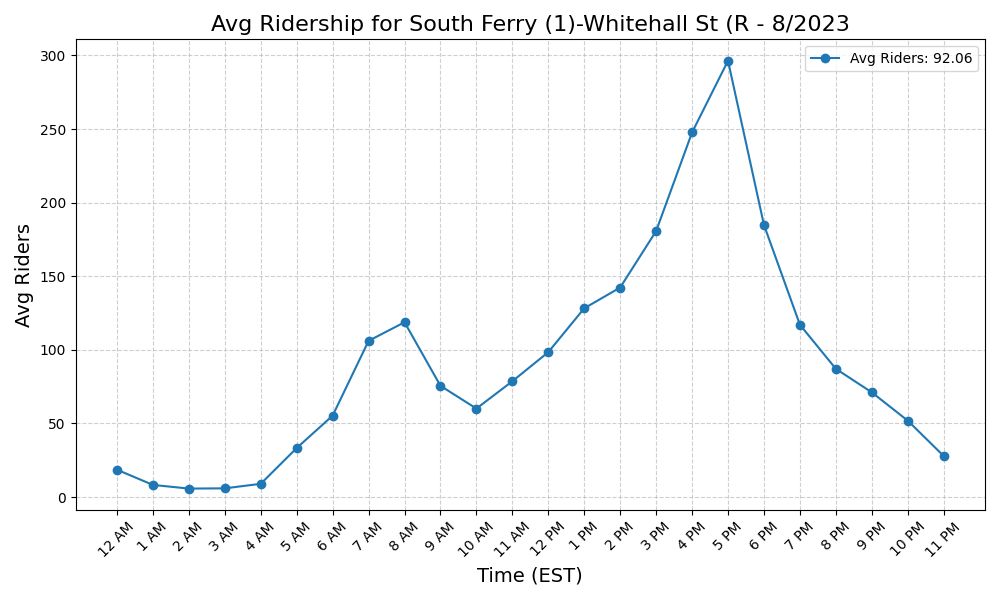 Avg Ridership for South Ferry (1)-Whitehall St (R - 8/2023
Avg Riders: 92.06
Avg Riders
300
250
200
150
100
50
0
12 AM
1 AM
2 AM
3 AM
4 AM
5 AM
6 AM
7 AM
8 AM
9 AM
10 AM
11 AM
12 PM
1 PM
2 PM
3 PM
4 PM
5 PM
6 PM
7 PM
8 PM
9 PM
10 PM
11 PM
Time (EST)